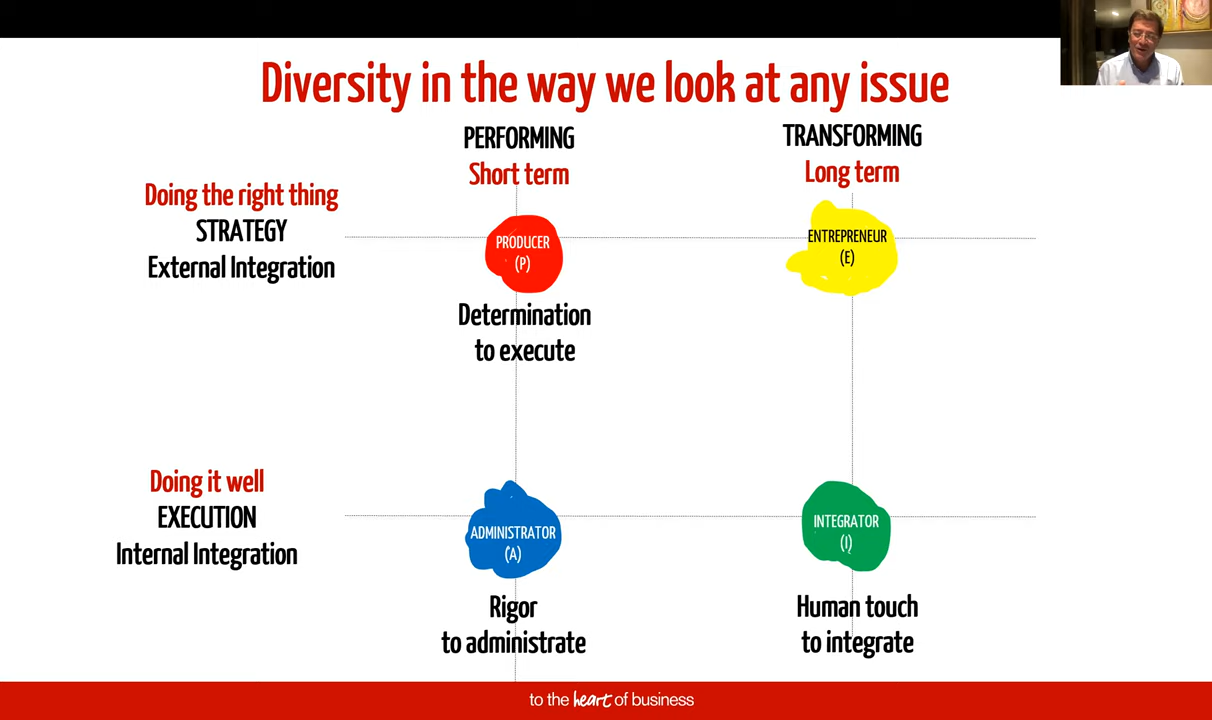 Diversity in the way we look at any issue
PERFORMING
Short term
TRANSFORMING
Long term
Doing the right thing
STRATEGY
External Integration
PRODUCER
(P)
ENTREPRENEUR
(E)
Determination
to execute
Doing it well
EXECUTION
Internal Integration
ADMINISTRATOR
(A)
INTEGRATOR
(I)
Rigor
to administrate
Human touch
to integrate
to the heart of business